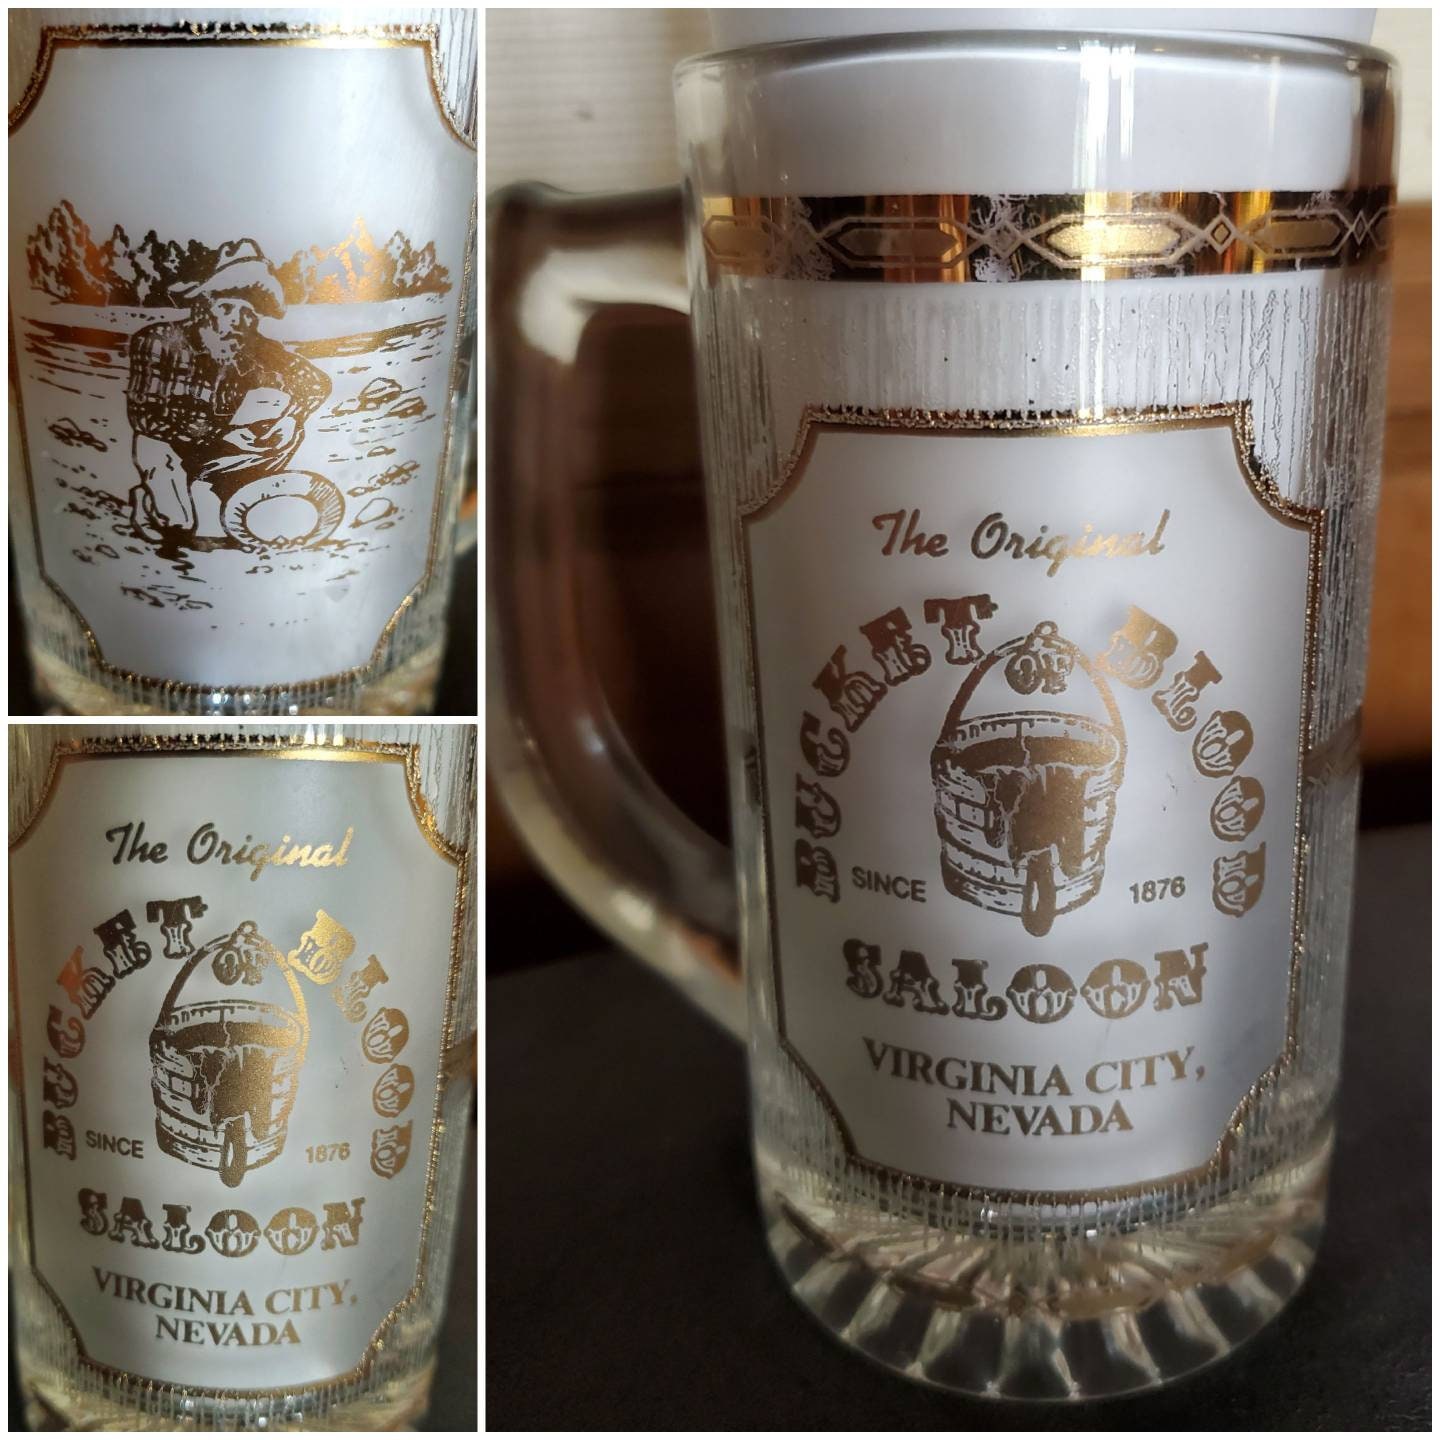 The Original
BUCKET OF BLOOD
SINCE 1876
SALOON
VIRGINIA CITY,
NEVADA
The Original
BUCKET OF BLOOD
SINCE 1876
SALOON
VIRGINIA CITY,
NEVADA